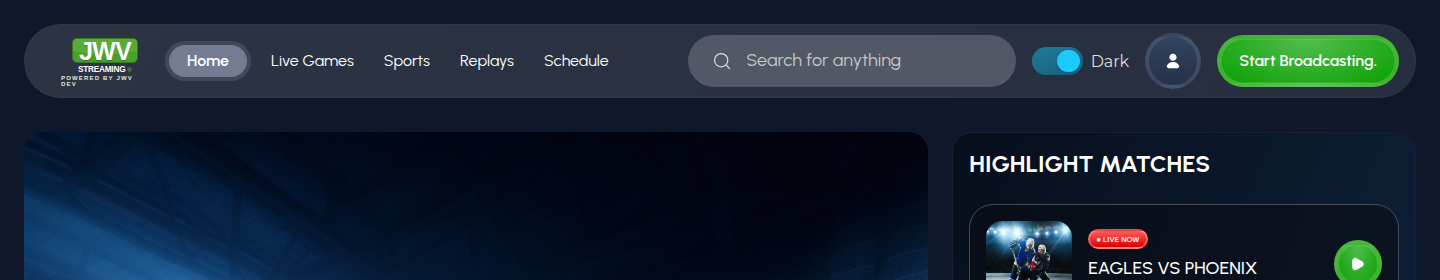 JWV
STREAMING
POWERED BY JWV
DEV
Home
Live Games
Sports
Replays
Schedule
Search for anything
Dark
Start Broadcasting.
HIGHLIGHT MATCHES
LIVE NOW
EAGLES VS PHOENIX